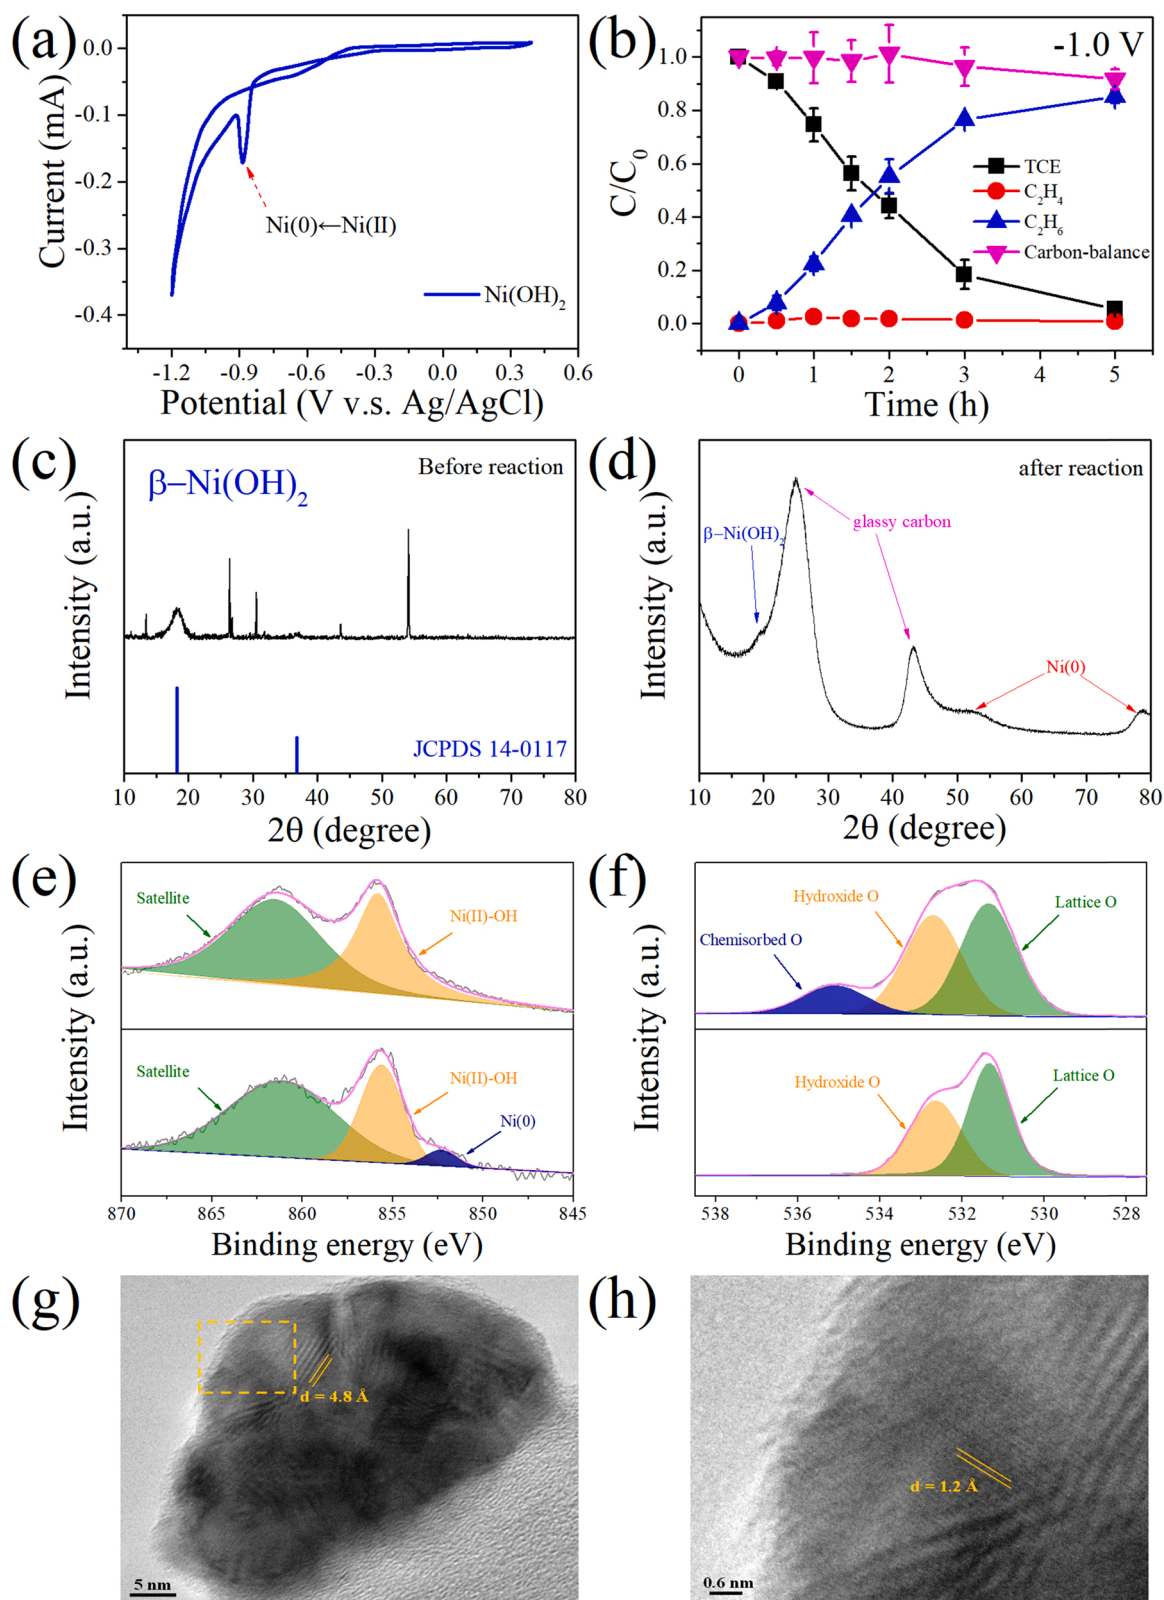 (a)
0.0
-0.1
-0.2
-0.3
-0.4
Current (mA)
Ni(0)←Ni(II)
Ni(OH)2
-1.2 -0.9 -0.6 -0.3 0.0 0.3 0.6
Potential (V v.s. Ag/AgCl)
(b)
-1.0 V
1.0
0.8
0.6
0.4
0.2
0.0
C/C0
TCE
C2H4
C2H6
Carbon-balance
0 1 2 3 4 5
Time (h)
(c)
β–Ni(OH)2
Before reaction
Intensity (a.u.)
JCPDS 14-0117
10 20 30 40 50 60 70 80
2θ (degree)
(d)
after reaction
glassy carbon
β–Ni(OH)2
Ni(0)
Intensity (a.u.)
10 20 30 40 50 60 70 80
2θ (degree)
(e)
Satellite
Ni(II)-OH
Satellite
Ni(II)-OH
Ni(0)
Intensity (a.u.)
870 865 860 855 850 845
Binding energy (eV)
(f)
Hydroxide O
Lattice O
Chemisorbed O
Hydroxide O
Lattice O
Intensity (a.u.)
538 536 534 532 530 528
Binding energy (eV)
(g)
d = 4.8 Å
5 nm
(h)
d = 1.2 Å
0.6 nm